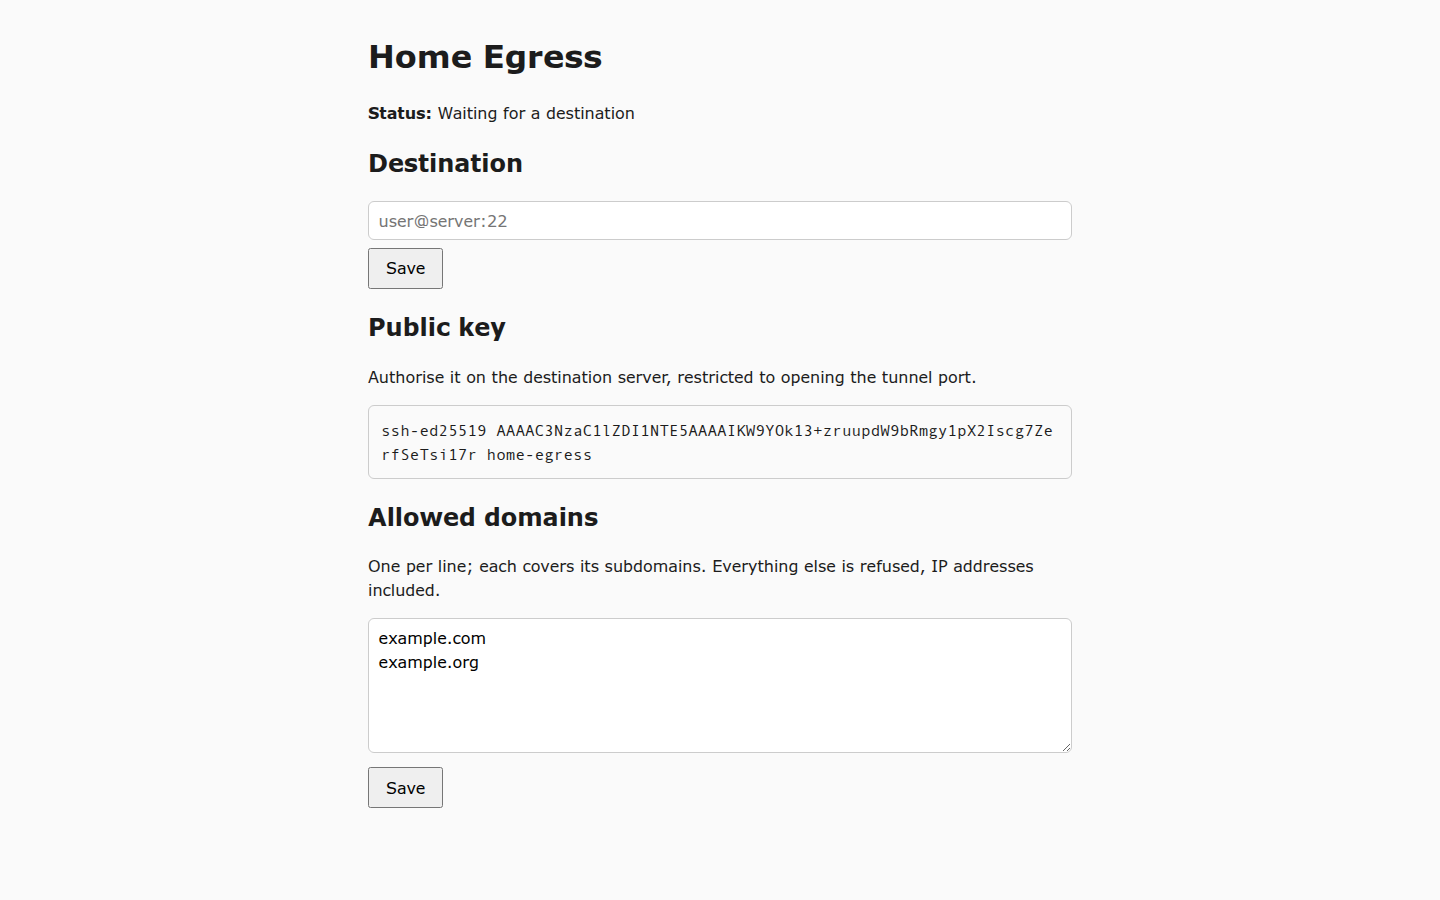 Home Egress
Status: Waiting for a destination
Destination
user@server:22
Save
Public key
Authorise it on the destination server, restricted to opening the tunnel port.
ssh-ed25519 AAAAC3NzaC1lZDI1NTE5AAAAIKW9YOk13+zruupdW9bRmgy1pX2Iscg7Ze
rfSeTsi17r home-egress
Allowed domains
One per line; each covers its subdomains. Everything else is refused, IP addresses
included.
example.com
example.org
Save